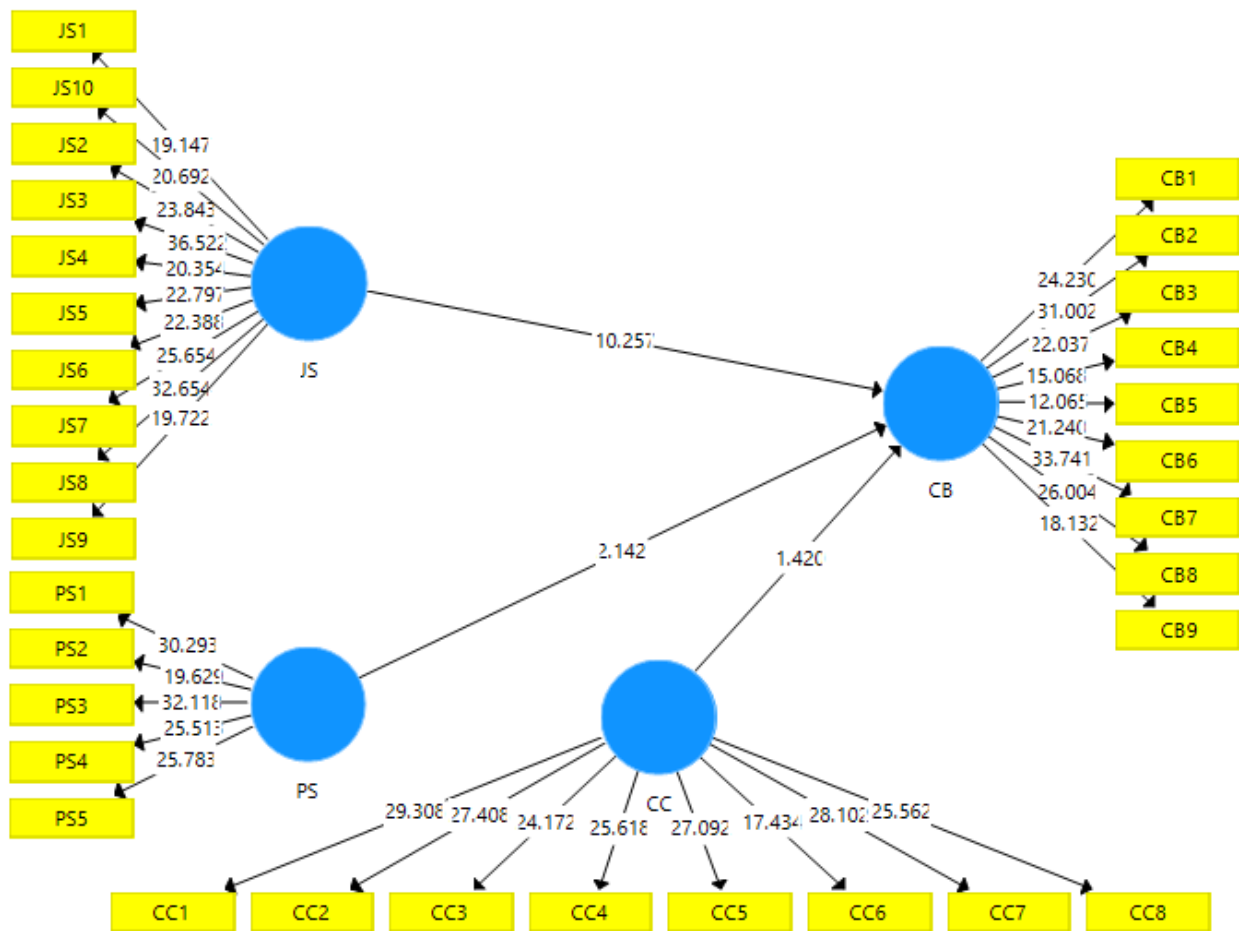 JS1
JS10
JS2
JS3
JS4
JS5
JS6
JS7
JS8
JS9
19.147
20.692
23.843
36.522
20.354
22.797
22.388
25.654
32.654
19.722
JS
10.257
CB1
CB2
CB3
CB4
CB5
CB6
CB7
CB8
CB9
24.230
31.002
22.037
15.068
12.065
21.240
33.741
26.004
18.132
CB
PS1
PS2
PS3
PS4
PS5
30.293
19.629
32.118
25.513
25.783
PS
2.142
1.420
CC
29.308
27.408
24.172
25.618
27.092
17.434
28.102
25.562
CC1
CC2
CC3
CC4
CC5
CC6
CC7
CC8